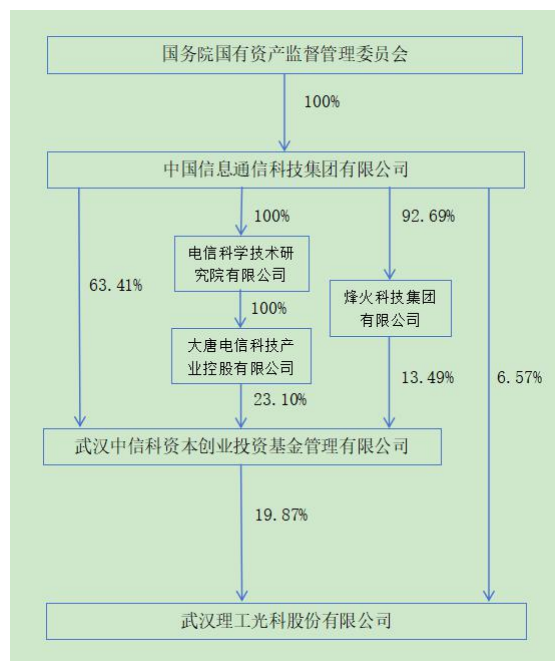 国务院国有资产监督管理委员会
100%
中国信息通信科技集团有限公司
100%
92.69%
电信科学技术研
究院有限公司
63.41%
烽火科技集团
有限公司
100%
大唐电信科技产
业控股有限公司
13.49%
6.57%
23.10%
武汉中信科资本创业投资基金管理有限公司
19.87%
武汉理工光科股份有限公司